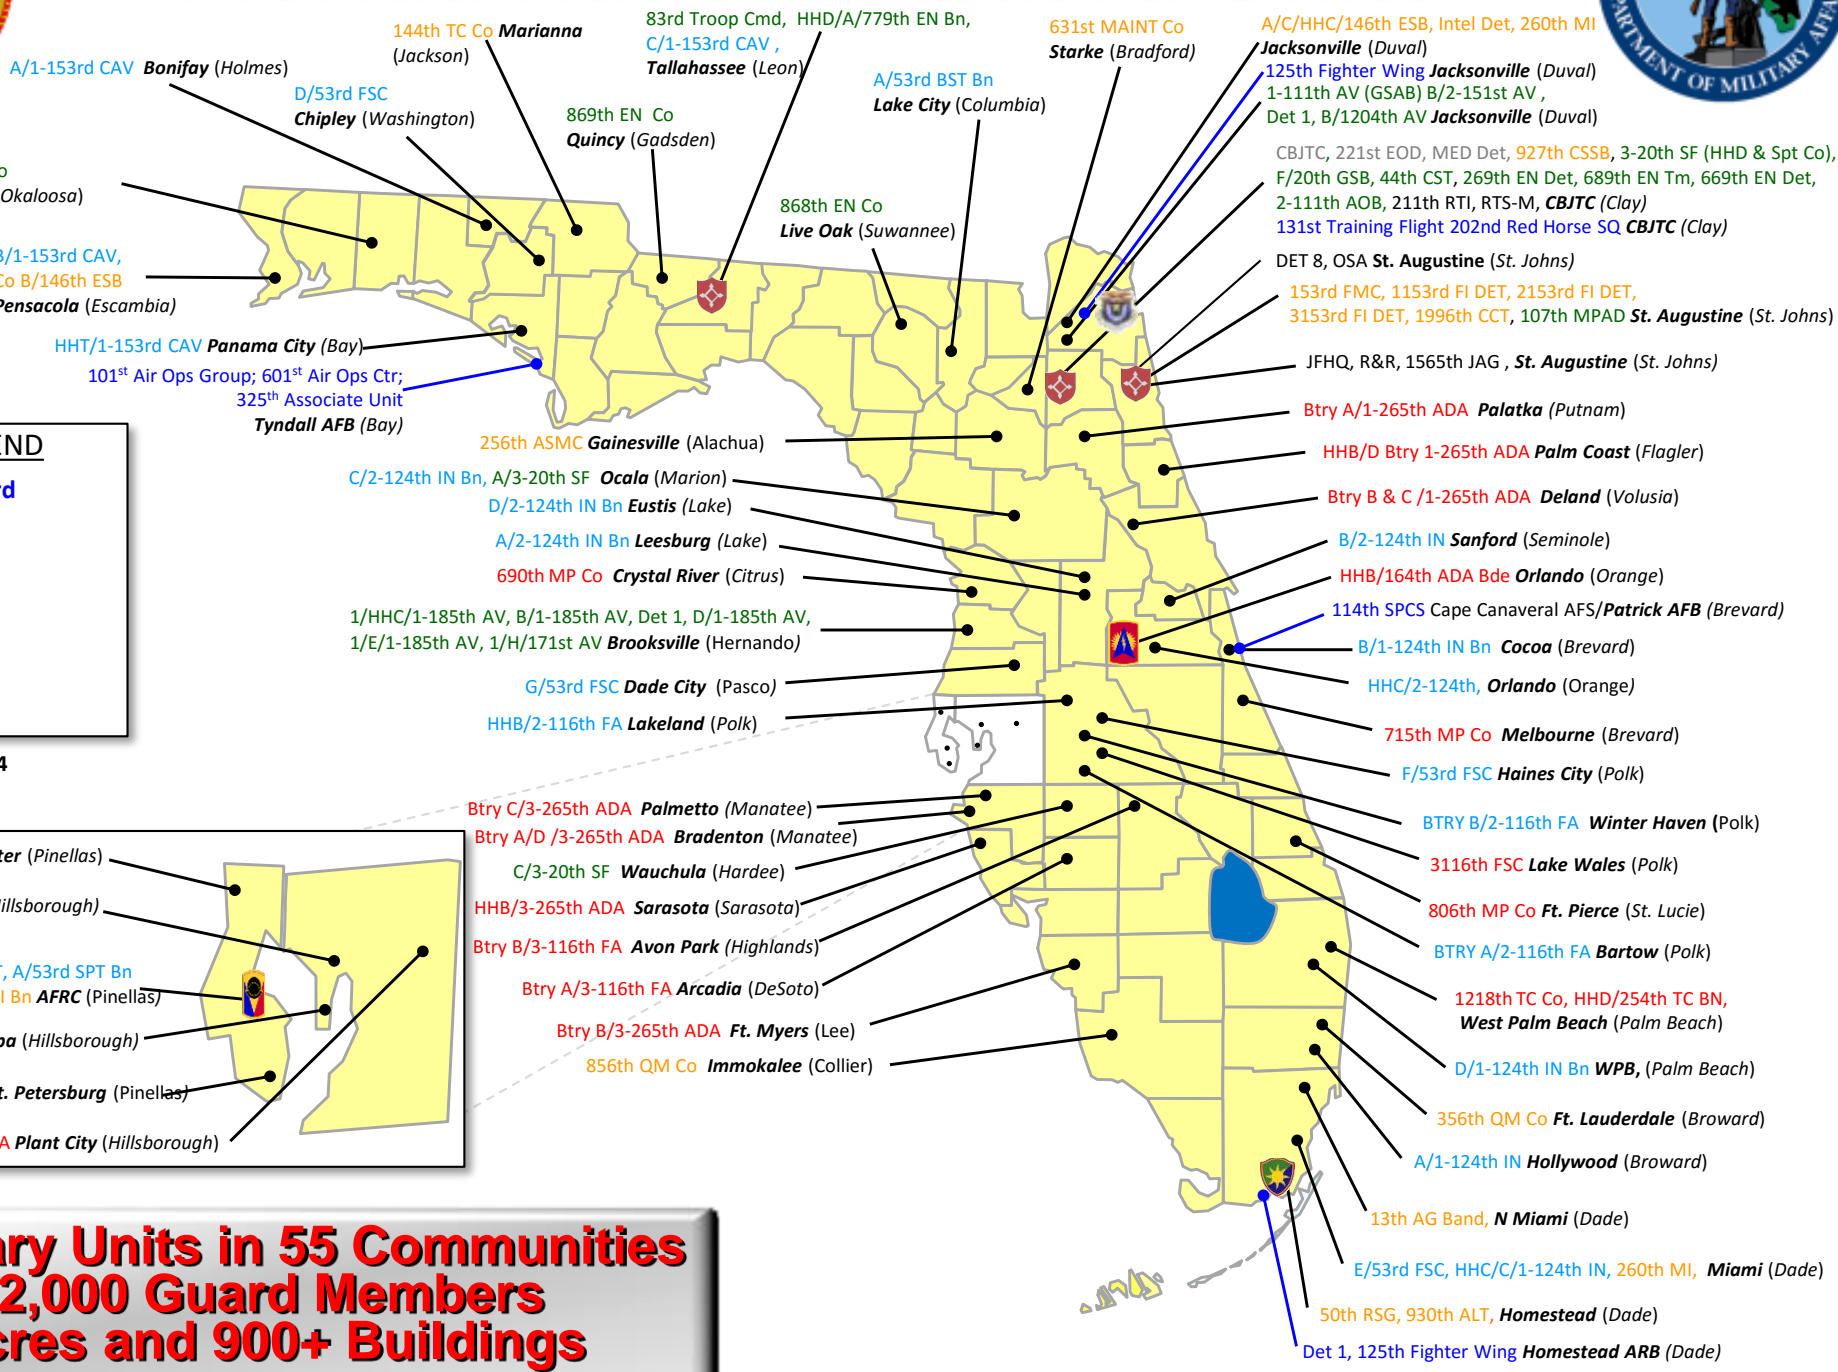 144th TC Co Marianna
(Jackson)
83rd Troop Cmd, HHD/A/779th EN Bn,
C/1-153rd CAV ,
Tallahassee (Leon)
631st MAINT Co
Starke (Bradford)
A/C/HHC/146th ESB, Intel Det, 260th MI
Jacksonville (Duval)
125th Fighter Wing Jacksonville (Duval)
1-111th AV (GSAB) B/2-151st AV ,
Det 1, B/1204th AV Jacksonville (Duval)
PARTMENT OF MILITARY AFFA
A/1-153rd CAV Bonifay (Holmes)
D/53rd FSC
Chipley (Washington)
869th EN Co
Quincy (Gadsden)
A/53rd BST Bn
Lake City (Columbia)
CBJTC, 221st EOD, MED Det, 927th CSSB, 3-20th SF (HHD & Spt Co),
F/20th GSB, 44th CST, 269th EN Det, 689th EN Tm, 669th EN Det,
2-111th AOB, 211th RTI, RTS-M, CBJTC (Clay)
131st Training Flight 202nd Red Horse SQ CBJTC (Clay)
o
Okaloosa)
868th EN Co
Live Oak (Suwannee)
B/1-153rd CAV,
Co B/146th ESB
Pensacola (Escambia)
DET 8, OSA St. Augustine (St. Johns)
153rd FMC, 1153rd FI DET, 2153rd FI DET,
3153rd FI DET, 1996th CCT, 107th MPAD St. Augustine (St. Johns)
HHT/1-153rd CAV Panama City (Bay)
101st Air Ops Group; 601st Air Ops Ctr;
325th Associate Unit
Tyndall AFB (Bay)
JFHQ, R&R, 1565th JAG , St. Augustine (St. Johns)
Btry A/1-265th ADA Palatka (Putnam)
END
rd
4
256th ASMC Gainesville (Alachua)
HHB/D Btry 1-265th ADA Palm Coast (Flagler)
C/2-124th IN Bn, A/3-20th SF Ocala (Marion)
Btry B & C /1-265th ADA Deland (Volusia)
D/2-124th IN Bn Eustis (Lake)
A/2-124th IN Bn Leesburg (Lake)
B/2-124th IN Sanford (Seminole)
690th MP Co Crystal River (Citrus)
HHB/164th ADA Bde Orlando (Orange)
1/HHC/1-185th AV, B/1-185th AV, Det 1, D/1-185th AV,
1/E/1-185th AV, 1/H/171st AV Brooksville (Hernando)
114th SPCS Cape Canaveral AFS/Patrick AFB (Brevard)
B/1-124th IN Bn Cocoa (Brevard)
G/53rd FSC Dade City (Pasco)
HHC/2-124th, Orlando (Orange)
HHB/2-116th FA Lakeland (Polk)
715th MP Co Melbourne (Brevard)
F/53rd FSC Haines City (Polk)
Btry C/3-265th ADA Palmetto (Manatee)
BTRY B/2-116th FA Winter Haven (Polk)
Btry A/D /3-265th ADA Bradenton (Manatee)
C/3-20th SF Wauchula (Hardee)
3116th FSC Lake Wales (Polk)
HHB/3-265th ADA Sarasota (Sarasota)
806th MP Co Ft. Pierce (St. Lucie)
Btry B/3-116th FA Avon Park (Highlands)
BTRY A/2-116th FA Bartow (Polk)
Btry A/3-116th FA Arcadia (DeSoto)
1218th TC Co, HHD/254th TC BN,
West Palm Beach (Palm Beach)
Btry B/3-265th ADA Ft. Myers (Lee)
856th QM Co Immokalee (Collier)
D/1-124th IN Bn WPB, (Palm Beach)
356th QM Co Ft. Lauderdale (Broward)
A/1-124th IN Hollywood (Broward)
13th AG Band, N Miami (Dade)
E/53rd FSC, HHC/C/1-124th IN, 260th MI, Miami (Dade)
50th RSG, 930th ALT, Homestead (Dade)
Det 1, 125th Fighter Wing Homestead ARB (Dade)
ter (Pinellas)
illsborough)
T, A/53rd SPT Bn
I Bn AFRC (Pinellas)
pa (Hillsborough)
t. Petersburg (Pinellas)
A Plant City (Hillsborough)
ary Units in 55 Communities
2,000 Guard Members
cres and 900+ Buildings